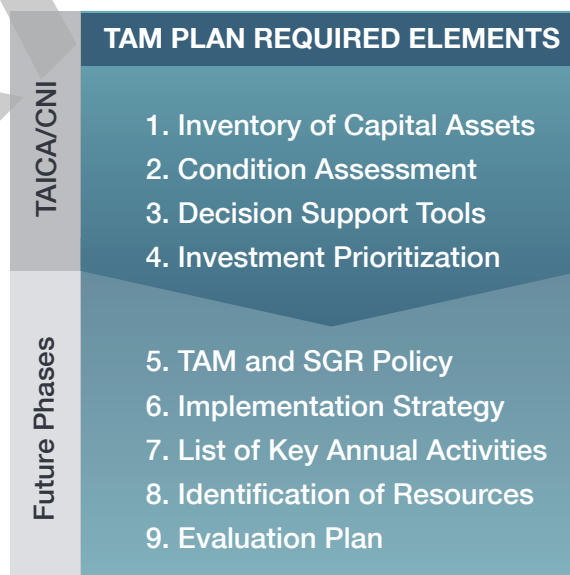 TAM PLAN REQUIRED ELEMENTS
TAICA/CNI
1. Inventory of Capital Assets
2. Condition Assessment
3. Decision Support Tools
4. Investment Prioritization
Future Phases
5. TAM and SGR Policy
6. Implementation Strategy
7. List of Key Annual Activities
8. Identification of Resources
9. Evaluation Plan